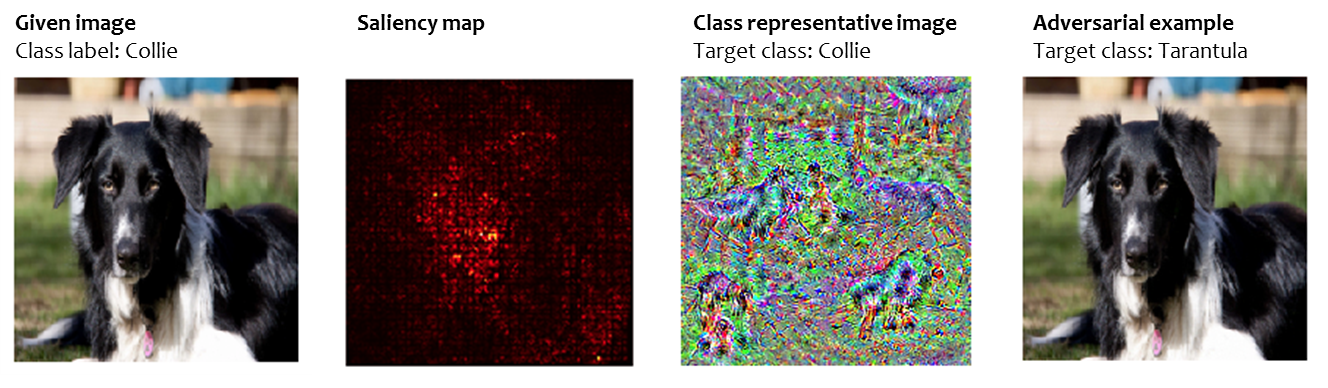 Given image
Class label: Collie
Saliency map
Class representative image
Target class: Collie
Adversarial example
Target class: Tarantula